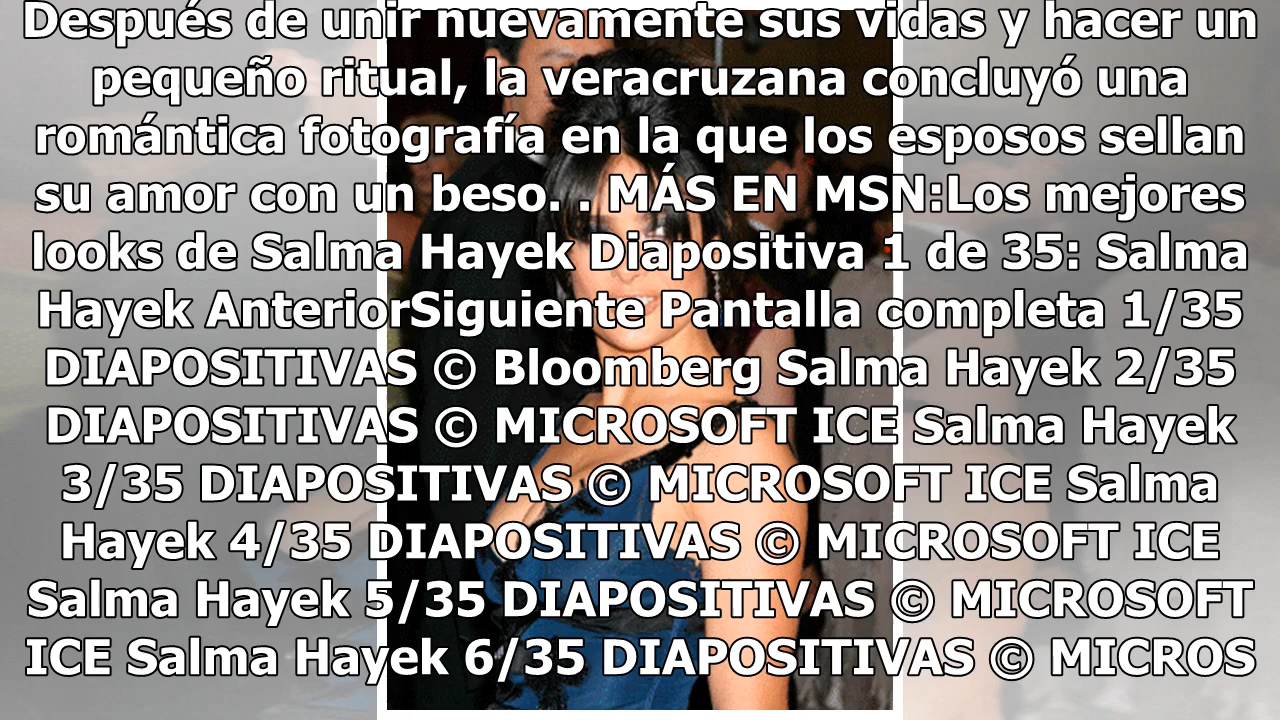 Después de unir nuevamente sus vidas y hacer un
pequeño ritual, la veracruzana concluyó una
romántica fotografía en la que los esposos sellan
su amor con un beso. . MÁS EN MSN:Los mejores
looks de Salma Hayek Diapositiva 1 de 35: Salma
Hayek AnteriorSiguiente Pantalla completa 1/35
DIAPOSITIVAS © Bloomberg Salma Hayek 2/35
DIAPOSITIVAS © MICROSOFT ICE Salma Hayek
3/35 DIAPOSITIVAS © MICROSOFT ICE Salma
Hayek 4/35 DIAPOSITIVAS © MICROSOFT ICE
Salma Hayek 5/35 DIAPOSITIVAS © MICROSOFT
ICE Salma Hayek 6/35 DIAPOSITIVAS © MICROS